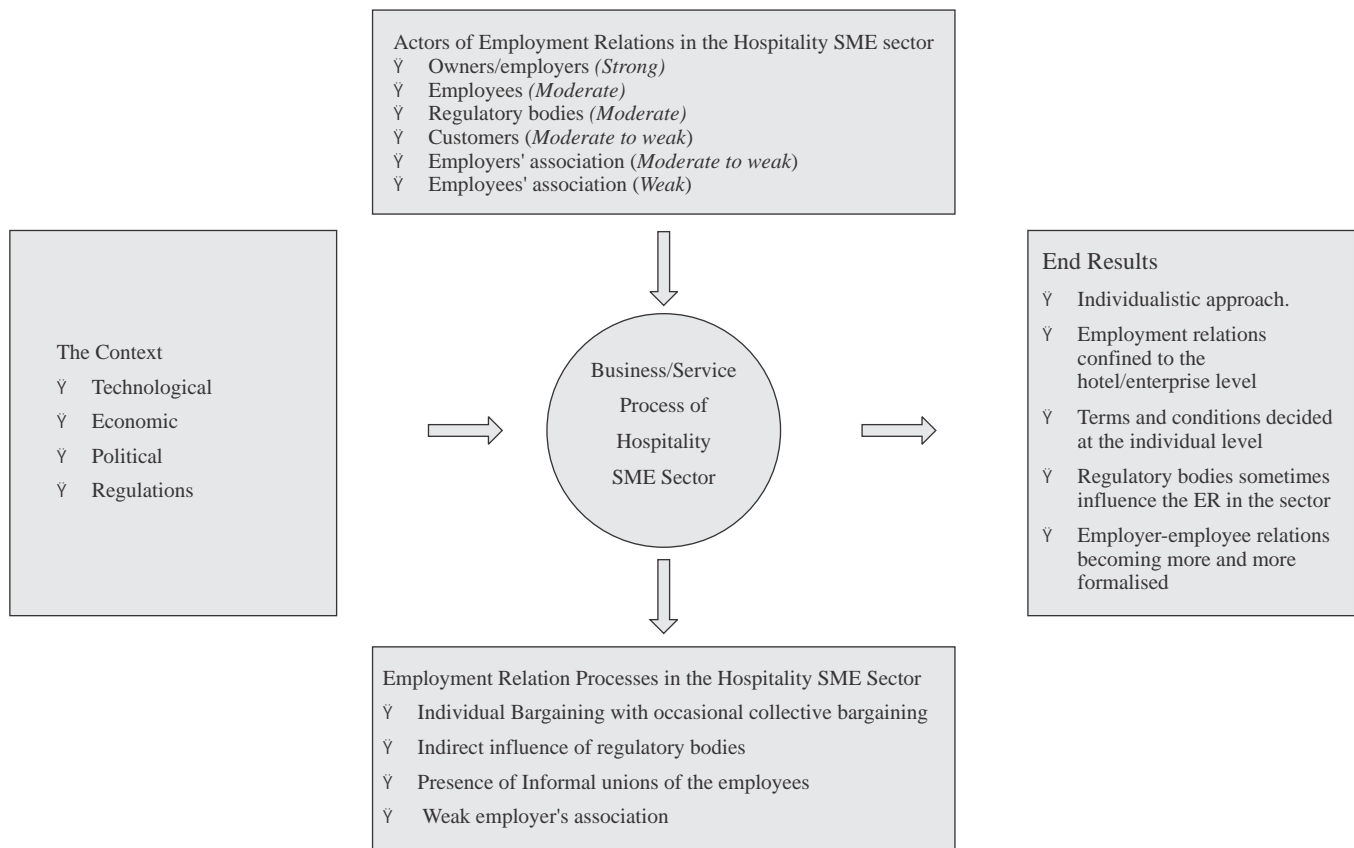 Actors of Employment Relations in the Hospitality SME sector
Ÿ Owners/employers (Strong)
Ÿ Employees (Moderate)
Ÿ Regulatory bodies (Moderate)
Ÿ Customers (Moderate to weak)
Ÿ Employers' association (Moderate to weak)
Ÿ Employees' association (Weak)
The Context
Ÿ Technological
Ÿ Economic
Ÿ Political
Ÿ Regulations
Business/Service
Process of
Hospitality
SME Sector
End Results
Ÿ Individualistic approach.
Ÿ Employment relations
confined to the
hotel/enterprise level
Ÿ Terms and conditions decided
at the individual level
Ÿ Regulatory bodies sometimes
influence the ER in the sector
Ÿ Employer-employee relations
becoming more and more
formalised
Employment Relation Processes in the Hospitality SME Sector
Ÿ Individual Bargaining with occasional collective bargaining
Ÿ Indirect influence of regulatory bodies
Ÿ Presence of Informal unions of the employees
Ÿ Weak employer's association